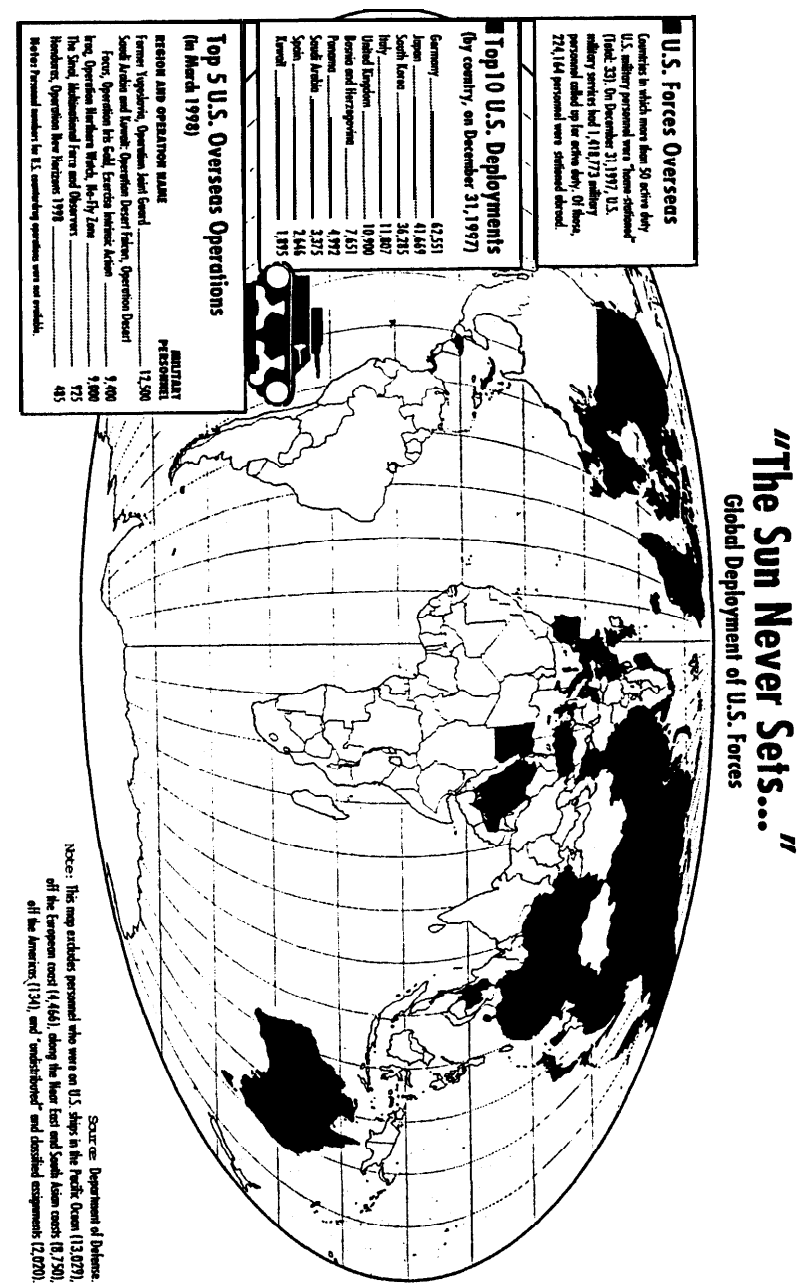 "The Sun Never Sets... "
Global Deployment of U.S. Forces
U.S. Forces Overseas
Countries in which more than 50 active duty
U.S. military personnel were "home-stationed"
(Total: 33). On December 31,1997, U.S.
military services had 1,418,773 military
personnel called up for active duty. Of those,
224,164 personnel were stationed abroad.
Top10 U.S. Deployments
(by country, on December 31,1997)
Germany 62,551
Japan 41,669
South Korea 36,285
Italy 11,807
United Kingdom 10,900
Bosnia and Herzegovina 7,651
Panama 4,992
Saudi Arabia 3,375
Spain 2,646
Kuwait 1,895
Top 5 U.S. Overseas Operations
(in March 1998)
REGION AND OPERATION NAME MILITARY PERSONNEL
Former Yugoslavia, Operation Joint Guard 12,500
Saudi Arabia and Kuwait: Operation Desert Falcon, Operation Desert
Focus, Operation Iris Gold, Exercise Intrinsic Action 9,400
Iraq, Operation Northern Watch, No-Fly Zone 9,000
The Sinai, Multinational Force and Observers 925
Honduras, Operation New Horizons 1998 485
Note: Personnel numbers for U.S. counterdrug operations were not available.
Source: Department of Defense.
Note: This map excludes personnel who were on U.S. ships in the Pacific Ocean (13,029),
off the European coast (4,466), along the Near East and South Asian coasts (8,750),
off the Americas (134), and "undistributed" and classified assignments (2,020).